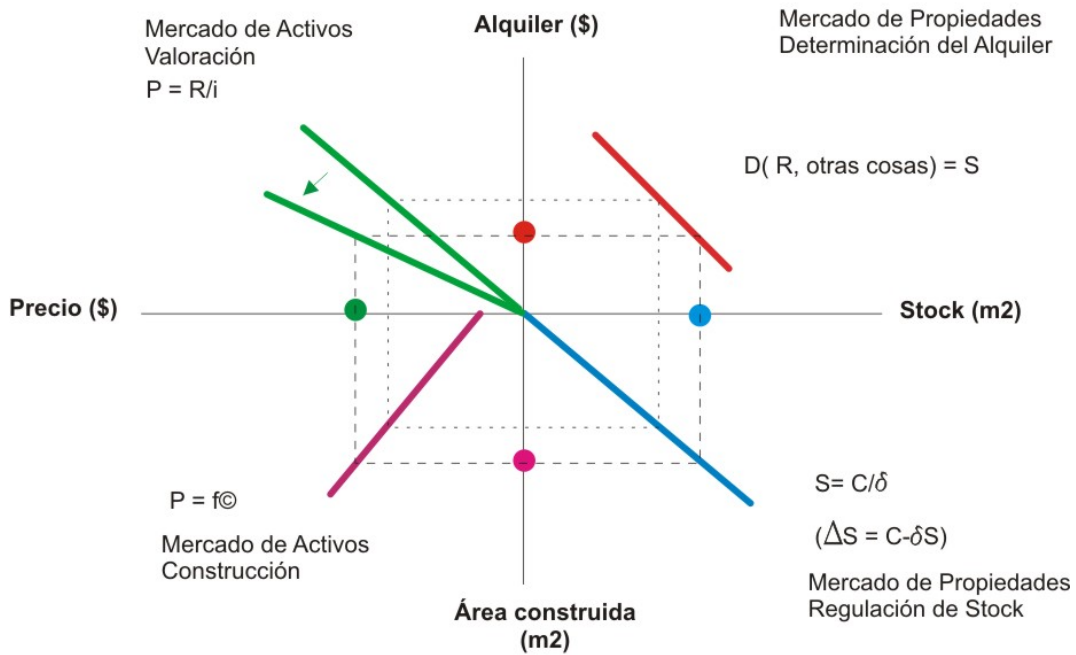 Mercado de Activos
Valoración
P = R/i
Alquiler ($)
Mercado de Propiedades
Determinación del Alquiler
D( R, otras cosas) = S
Precio ($)
Stock (m2)
P = f©
Mercado de Activos
Construcción
S= C/δ
(ΔS = C-δS)
Mercado de Propiedades
Regulación de Stock
Área construida
(m2)